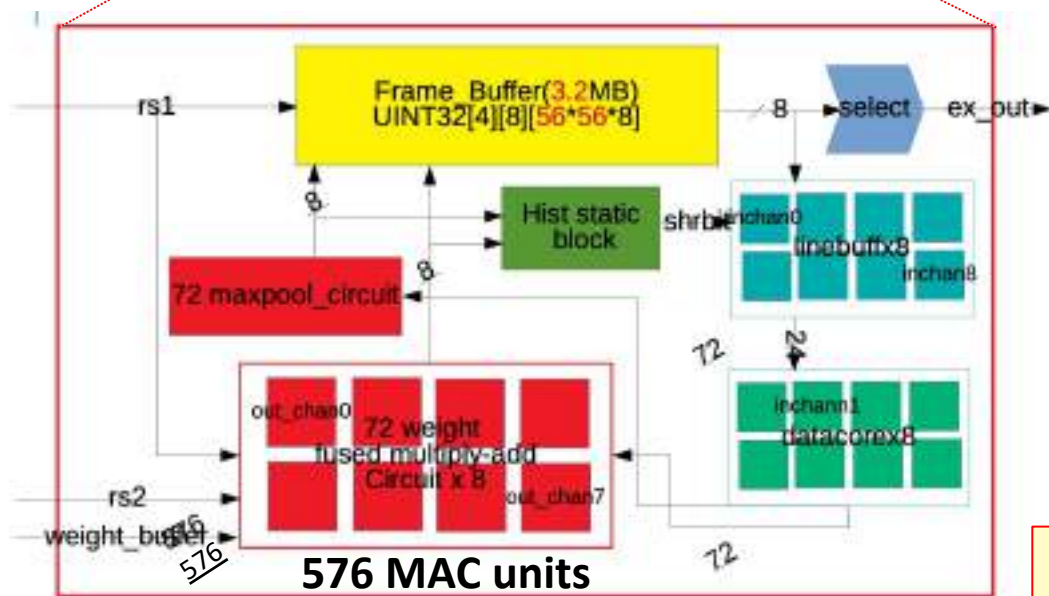 rs1
Frame_Buffer(3.2MB)
UINT32[4][8][56*56*8]
8
select
ex_out
8
Hist static
block
shrbit
inchan0
linebuffx8
inchan8
72 maxpool_circuit
8
72
24
out_chan0
72 weight
fused multiply-add
Circuit x 8
out_chan7
inchann1
datacorex8
rs2
weight_buffer
576
576
72
576 MAC units